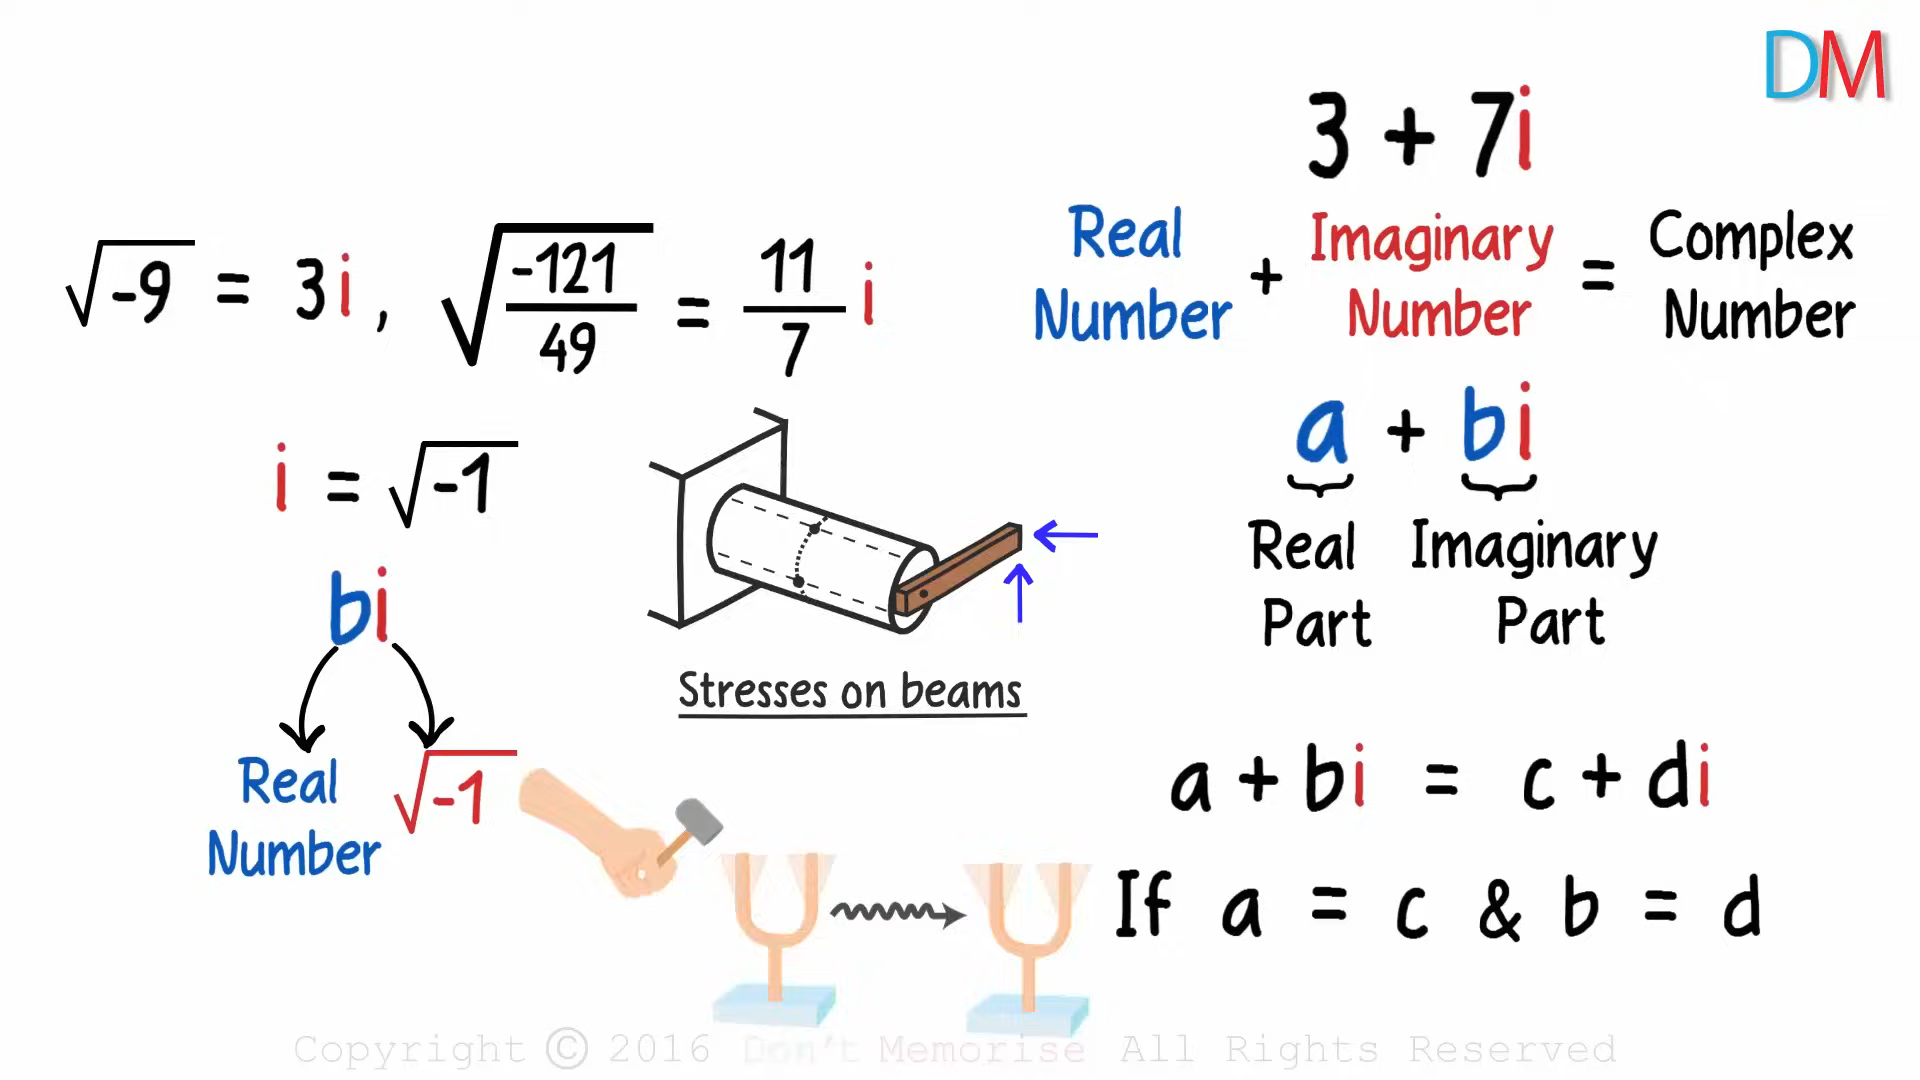 DM
√-9 = 3i , √(-121/49) = 11/7 i
i = √-1
bi
Real Number
√-1
Stresses on beams
3 + 7i
Real Number + Imaginary Number = Complex Number
a + bi
Real Part
Imaginary Part
a + bi = c + di
If a = c & b = d
Copyright © 2016 Don't Memorise All Rights Reserved